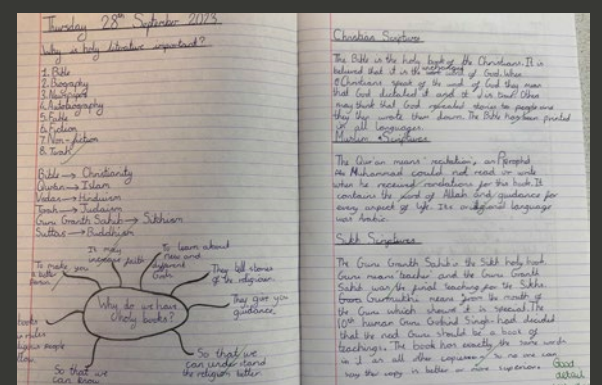 Thursday 28th September 2023
Why is holy literature important?
1. Bible
2. Biography
3. Newspaper
4. Autobiography
5. Fable
6. Fiction
7. Non-fiction
8. Torah
Bible → Christianity
Quran → Islam
Vedas → Hinduism
Torah → Judaism
Guru Granth Sahib → Sikhism
Suttas → Buddhism
It may increase faith
To learn about new and different Gods.
To make you a better person
They tell stories of the religion.
Why do we have holy books?
They give you guidance.
books
rules
people
So that we can know
So that we can understand the religion better.
Christian Scripture
The Bible is the holy book of the Christians. It is
believed that it is the unchanged word of God. When
Christians speak of the word of God they mean
that God dictated it and it is true. Others
may think that God revealed stories to people and
they then wrote them down. The Bible has been printed
in all languages.
Muslim Scriptures
The Qur'an means 'recitation', as Prophet
Muhammad could not read or write
when he received revelations for this book. It
contains the word of Allah and guidance for
every aspect of life. Its original language
was Arabic.
Sikh Scriptures
The Guru Granth Sahib is the Sikh holy book.
Guru means 'teacher' and the Guru Granth
Sahib was the final teaching for the Sikhs.
Gurmukhi means from the mouth of
the Guru which shows it is special. The
10th human Guru Gobind Singh had decided
that the next Guru should be a book of
teachings. The book has exactly the same words
in it as all other copies so no one can
say their copy is better or more superior.
Good
detail